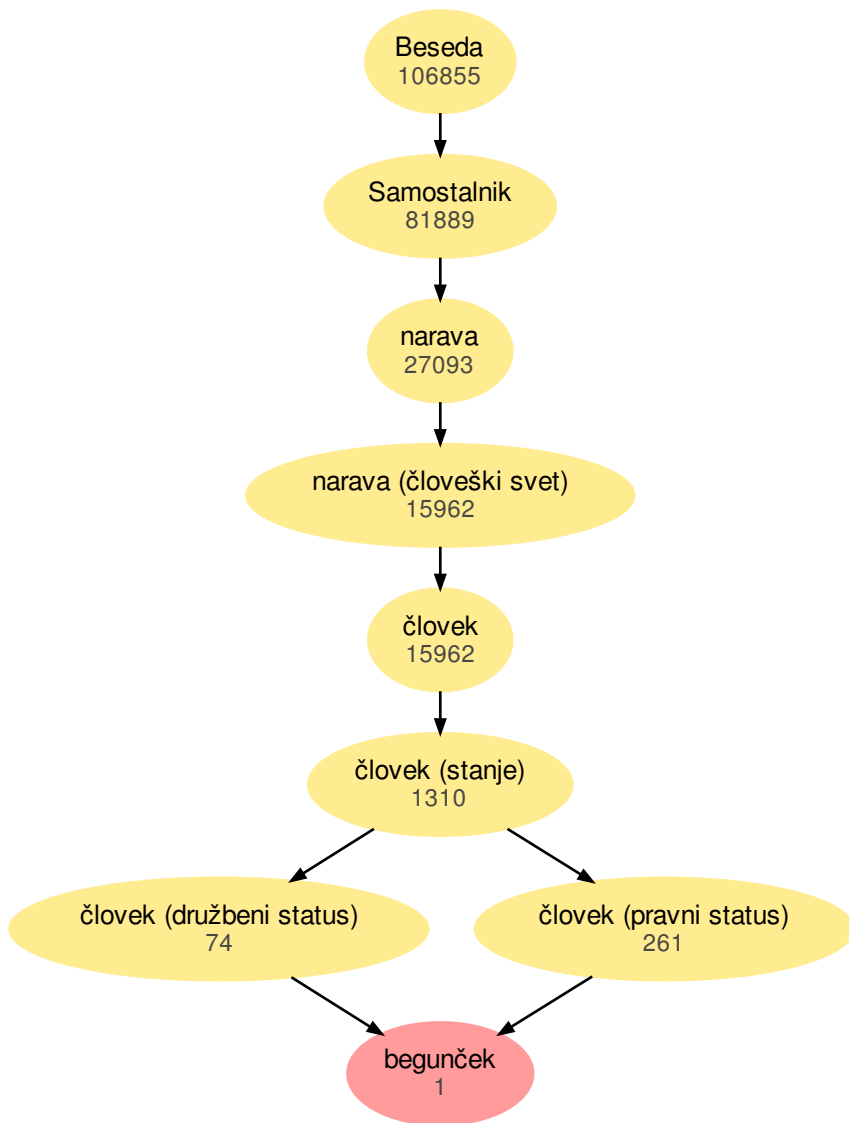 Beseda
106855
Samostalnik
81889
narava
27093
narava (človeški svet)
15962
človek
15962
človek (stanje)
1310
človek (družbeni status)
74
človek (pravni status)
261
begunček
1